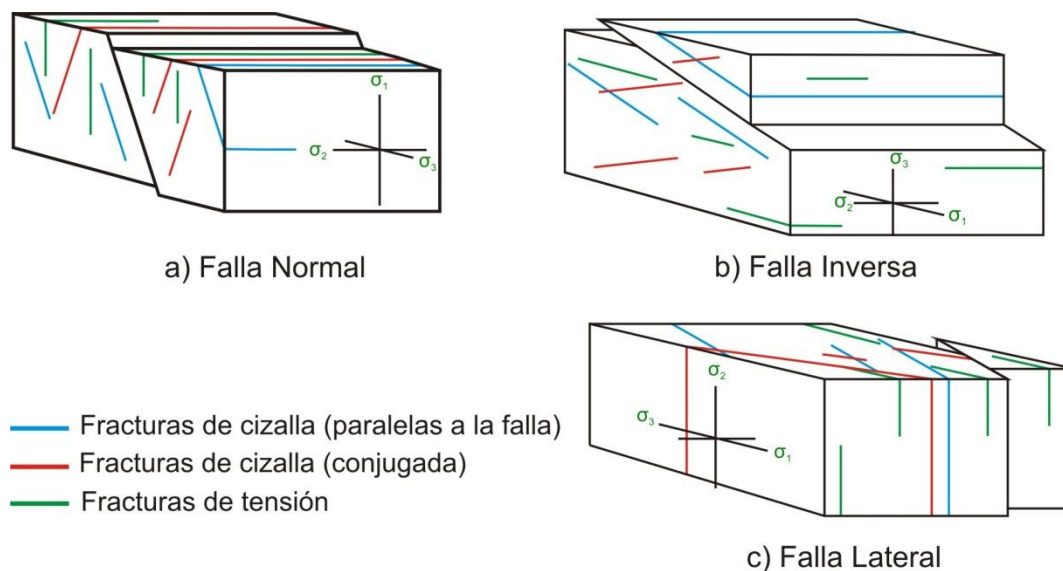 σ₁
σ₂
σ₃
a) Falla Normal
σ₃
σ₂
σ₁
b) Falla Inversa
σ₂
σ₃
σ₁
c) Falla Lateral
Fracturas de cizalla (paralelas a la falla)
Fracturas de cizalla (conjugada)
Fracturas de tensión